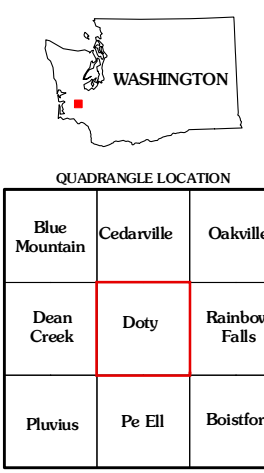 WASHINGTON
QUADRANGLE LOCATION
Blue
Mountain
Cedarville
Oakville
Dean
Creek
Doty
Rainbow
Falls
Pluvius
Pe Ell
Boistfor